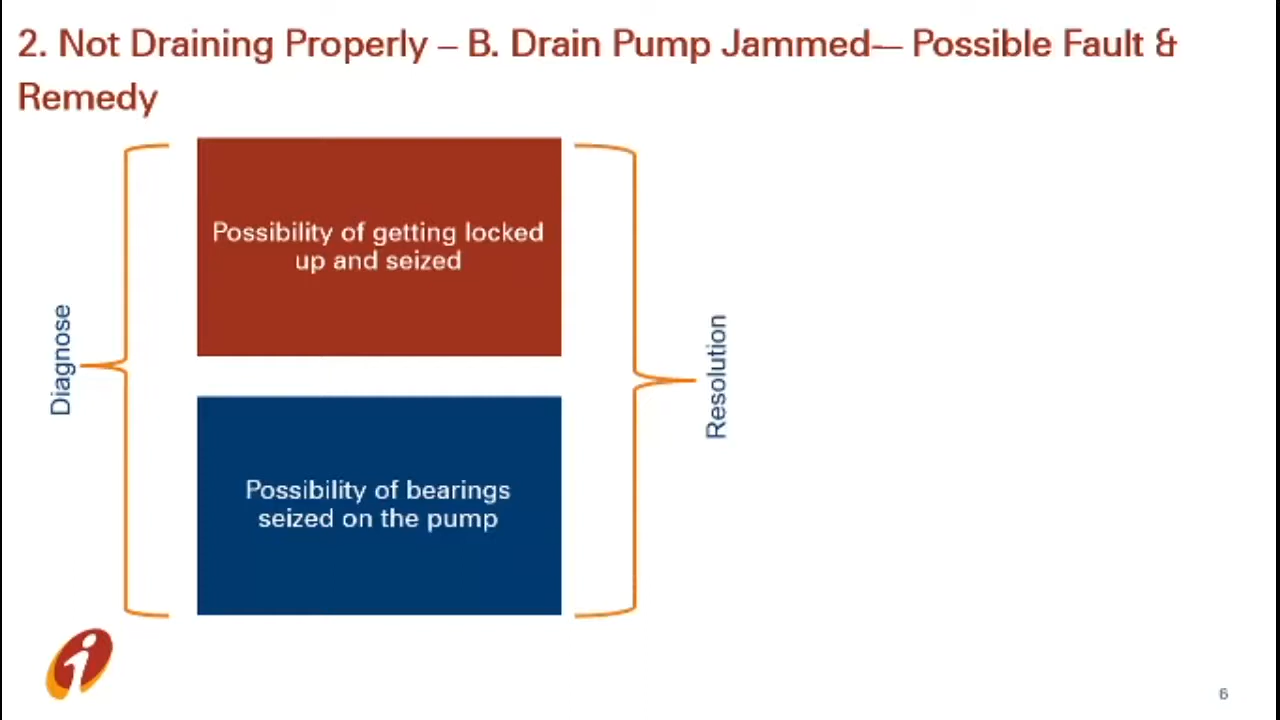 2. Not Draining Properly – B. Drain Pump Jammed–– Possible Fault &
Remedy
Diagnose
Possibility of getting locked
up and seized
Possibility of bearings
seized on the pump
Resolution
6